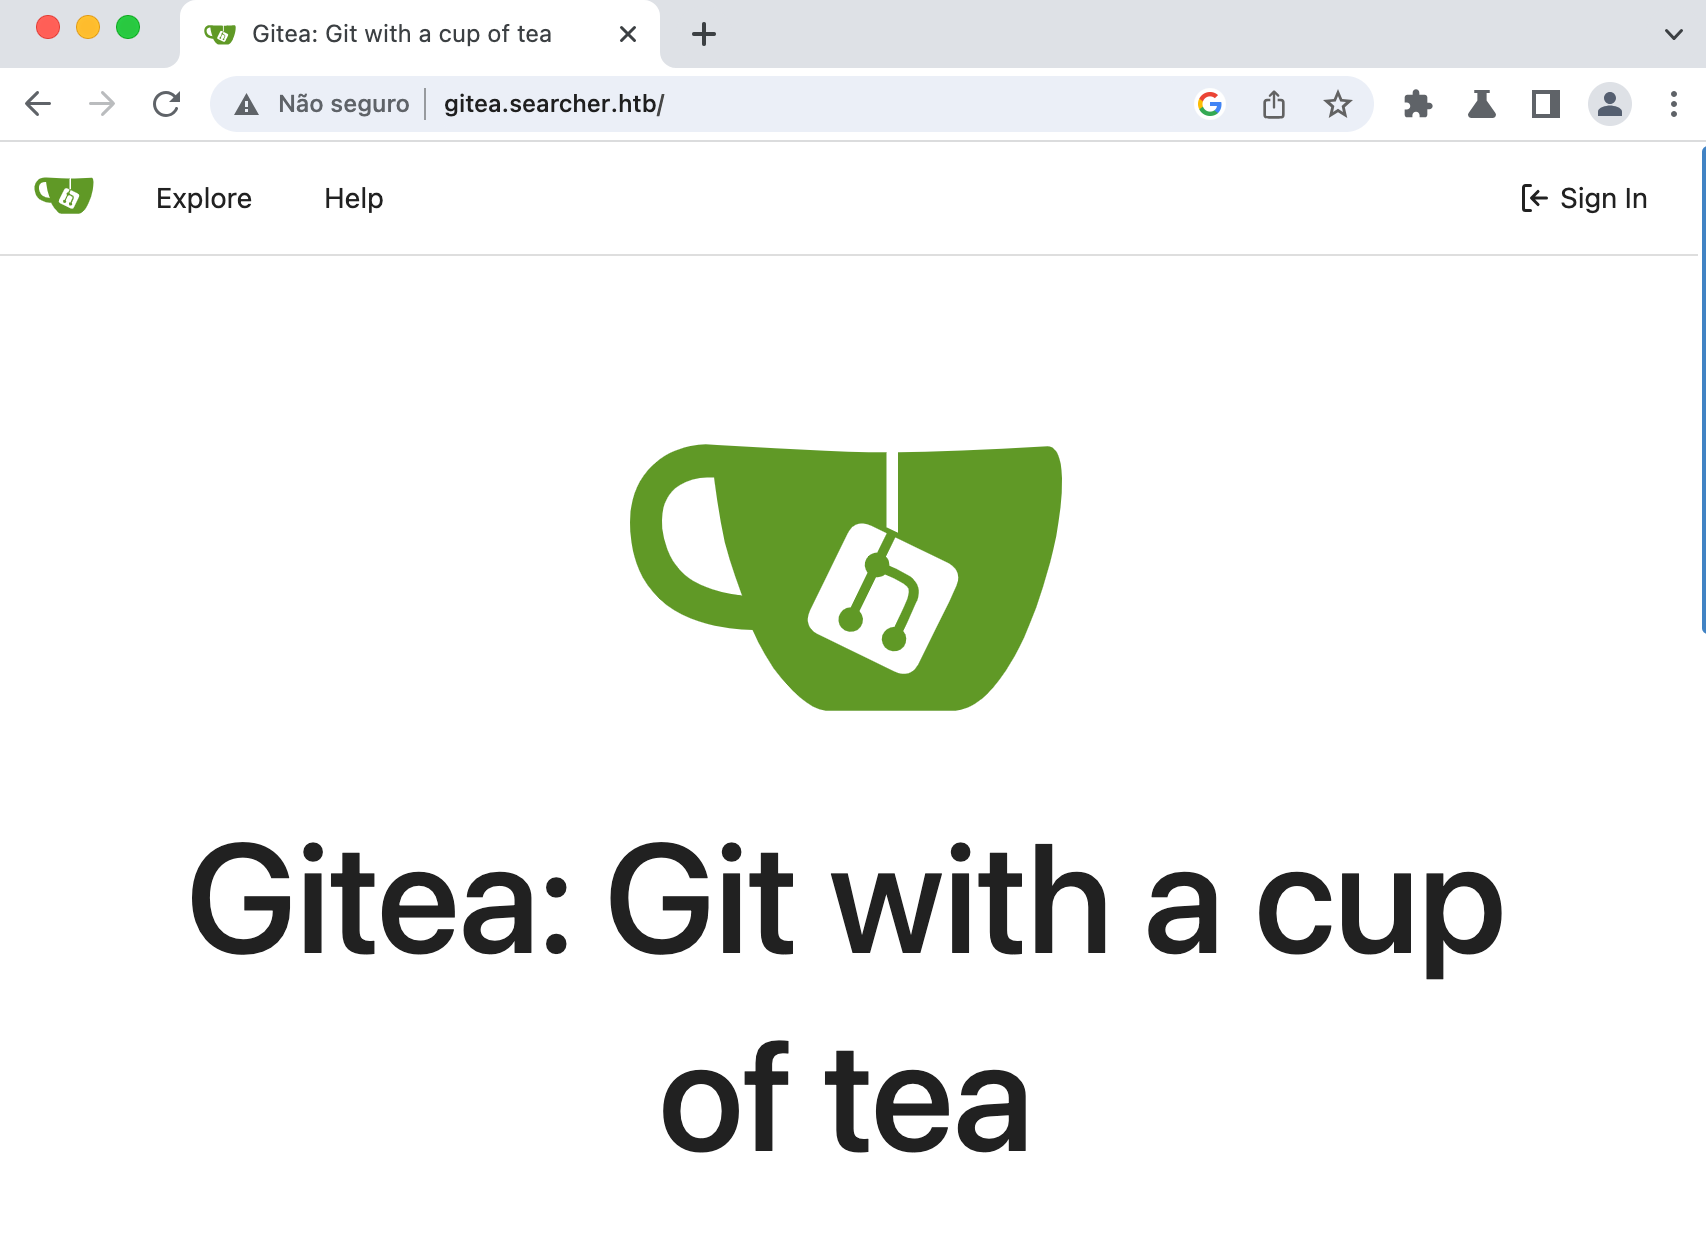 Gitea: Git with a cup of tea
Não seguro gitea.searcher.htb/
Explore Help Sign In
Gitea: Git with a cup
of tea